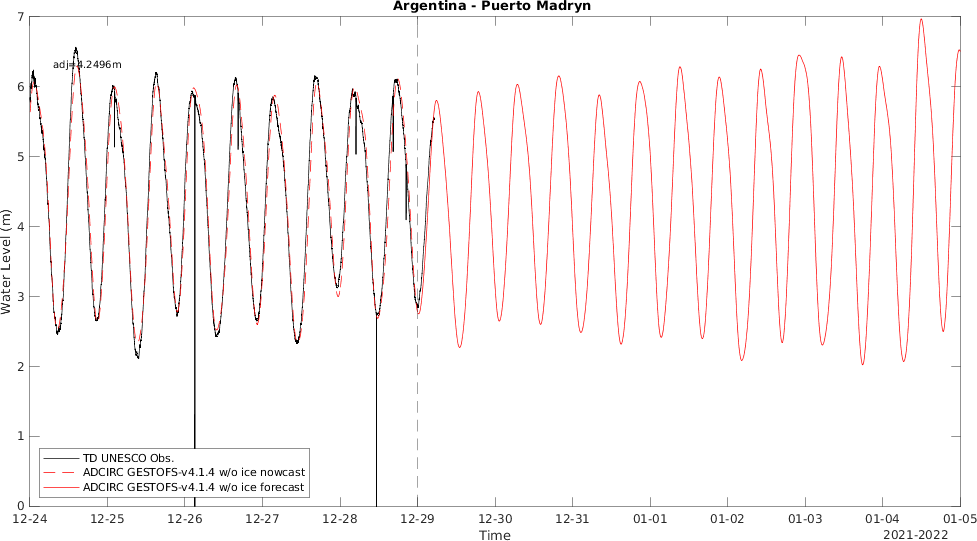 Argentina - Puerto Madryn
7
6
5
4
3
2
1
0
Water Level (m)
adj=4.2496m
TD UNESCO Obs.
ADCIRC GESTOFS-v4.1.4 w/o ice nowcast
ADCIRC GESTOFS-v4.1.4 w/o ice forecast
12-24 12-25 12-26 12-27 12-28 12-29 12-30 12-31 01-01 01-02 01-03 01-04 01-05
Time
2021-2022